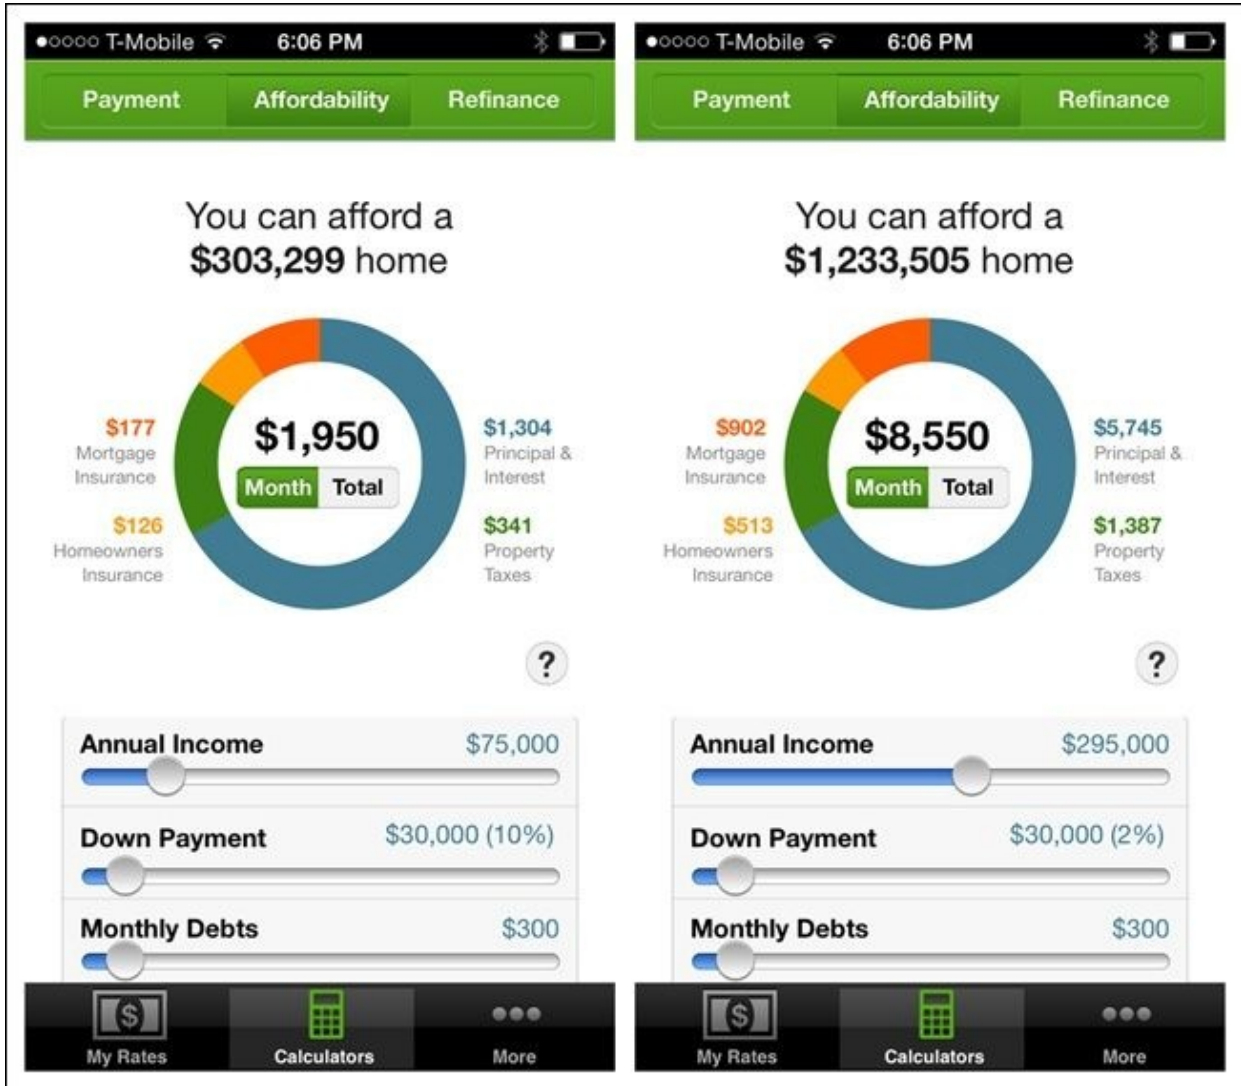 T-Mobile 6:06 PM
Payment Affordability Refinance
You can afford a
$303,299 home
$177
Mortgage
Insurance
$126
Homeowners
Insurance
$1,950
Month Total
$1,304
Principal &
Interest
$341
Property
Taxes
?
Annual Income $75,000
Down Payment $30,000 (10%)
Monthly Debts $300
$
My Rates Calculators More
T-Mobile 6:06 PM
Payment Affordability Refinance
You can afford a
$1,233,505 home
$902
Mortgage
Insurance
$513
Homeowners
Insurance
$8,550
Month Total
$5,745
Principal &
Interest
$1,387
Property
Taxes
?
Annual Income $295,000
Down Payment $30,000 (2%)
Monthly Debts $300
$
My Rates Calculators More